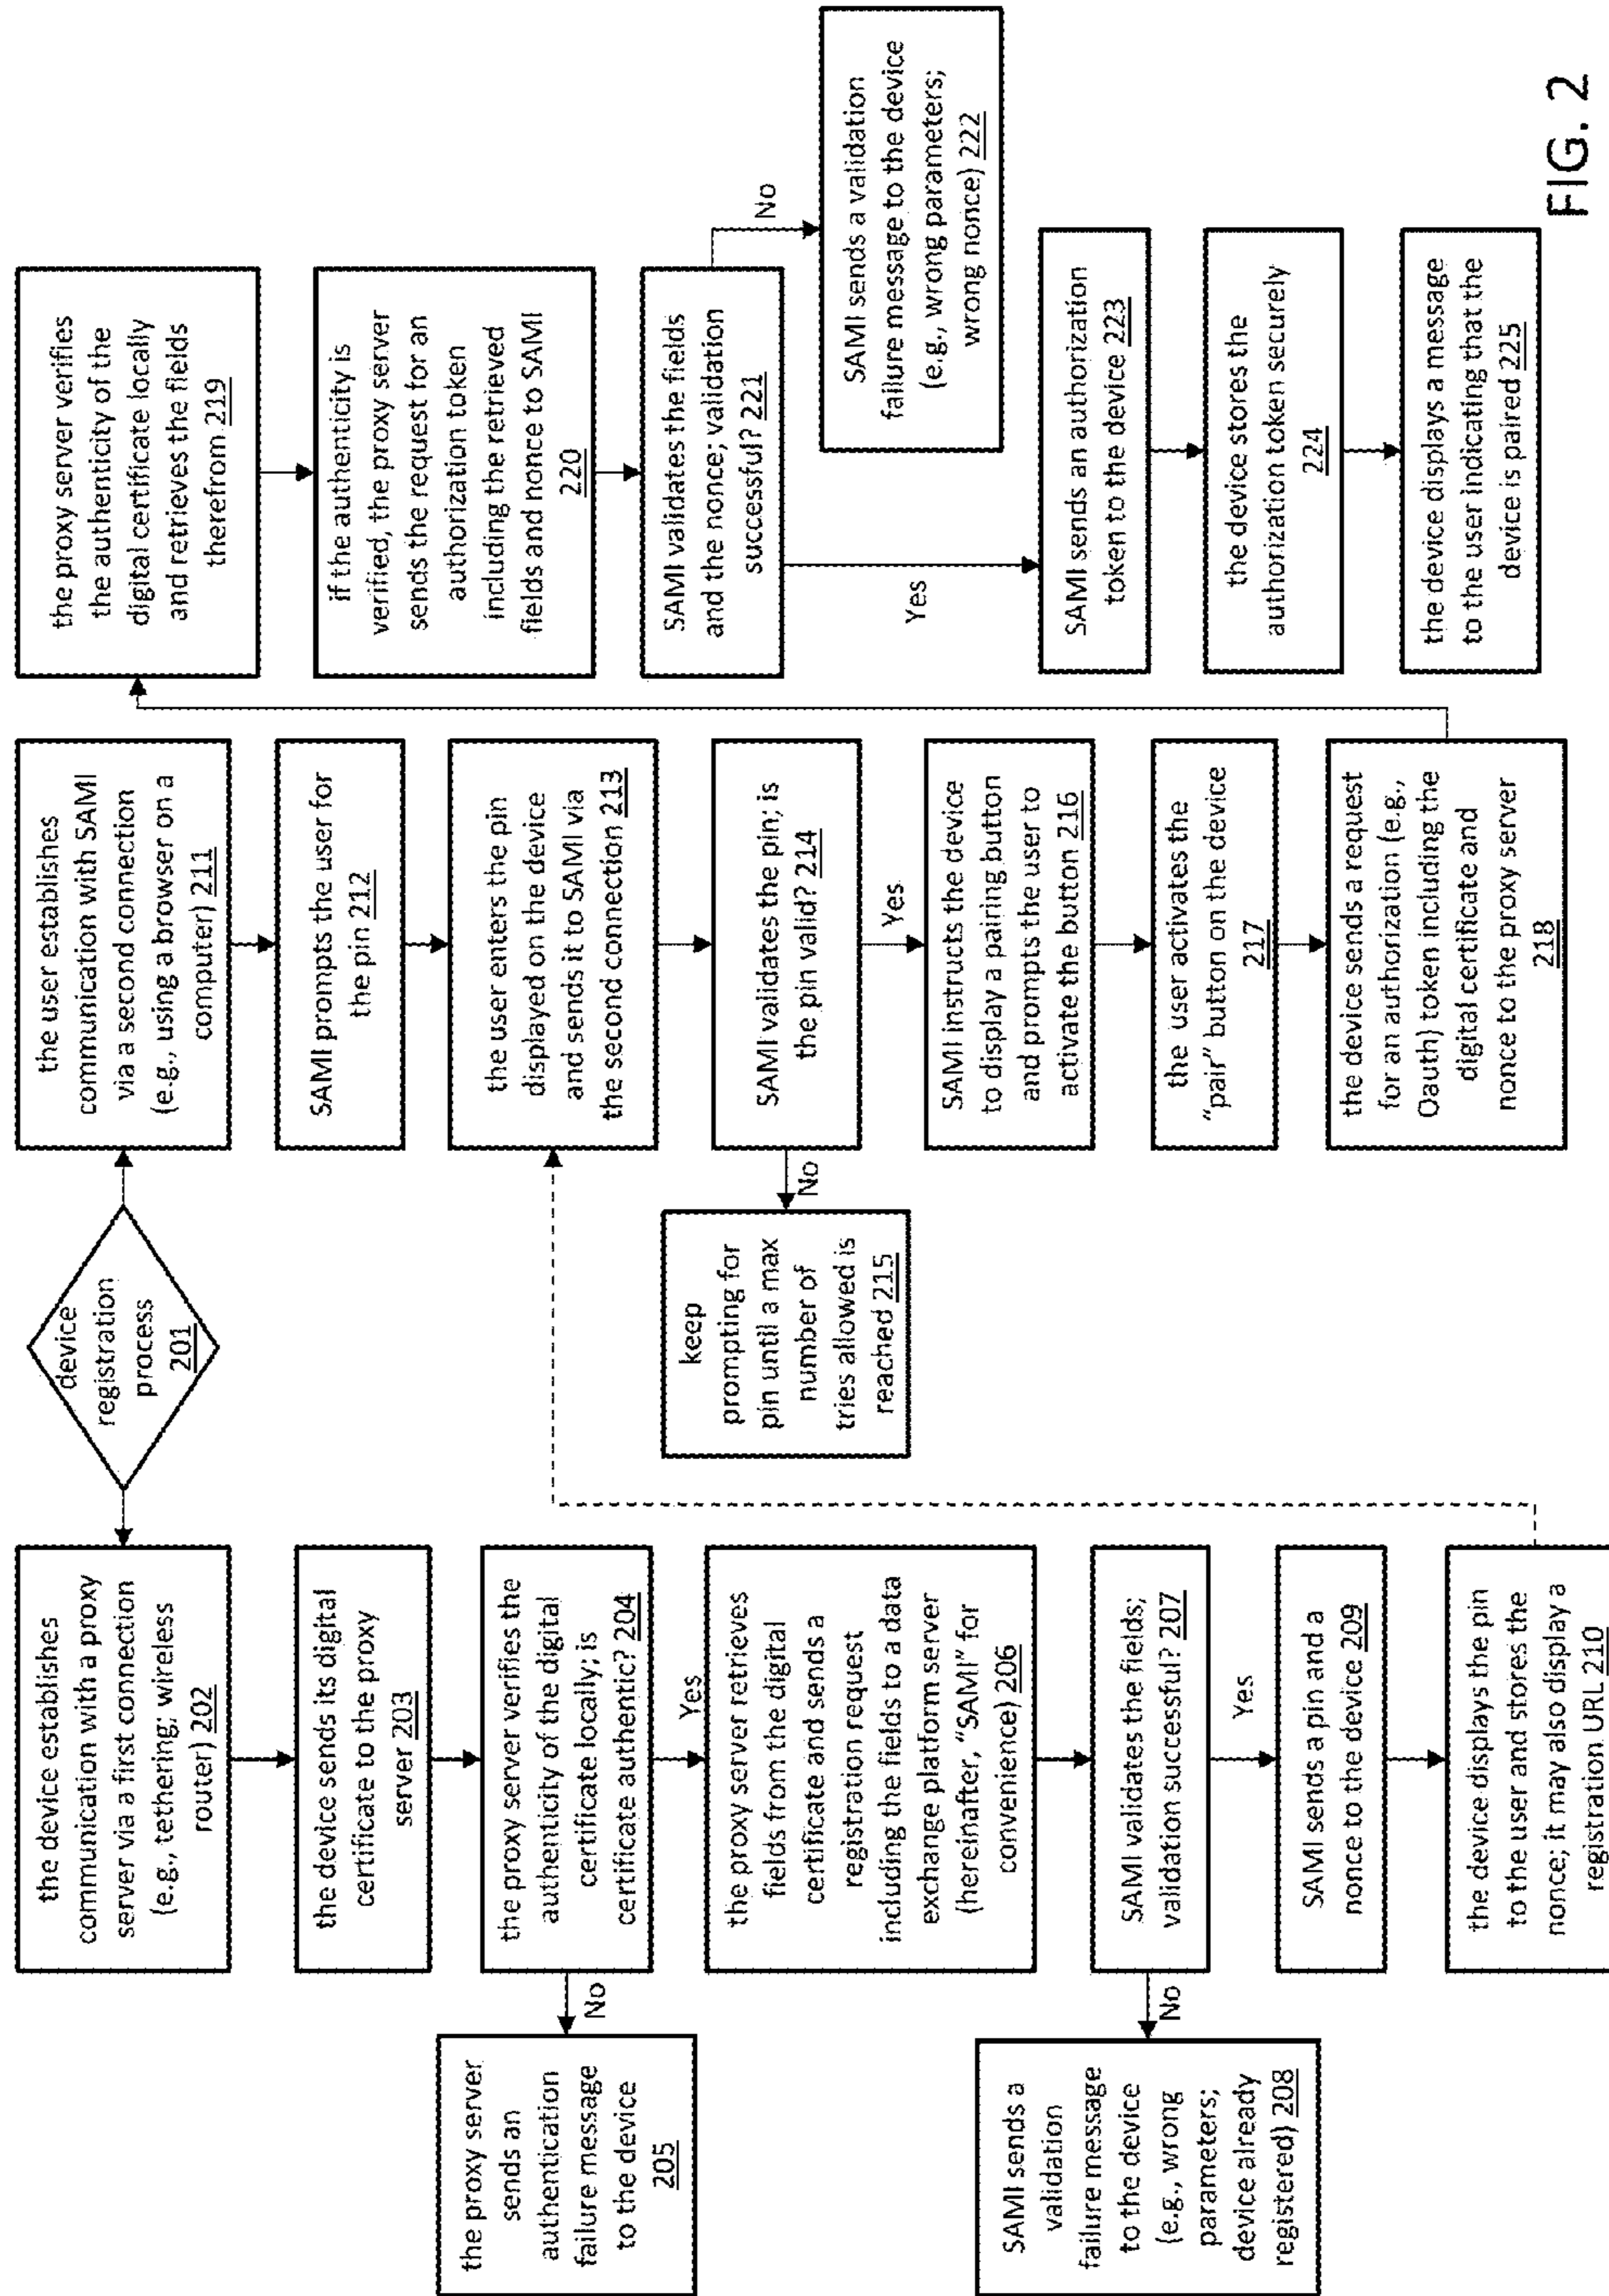 device
registration
process
201
the device establishes
communication with a proxy
server via a first connection
(e.g., tethering; wireless
router) 202
the device sends its digital
certificate to the proxy
server 203
the proxy server verifies the
authenticity of the digital
certificate locally; is
certificate authentic? 204
No
the proxy server
sends an
authentication
failure message
to the device
205
Yes
the proxy server retrieves
fields from the digital
certificate and sends a
registration request
including the fields to a data
exchange platform server
(hereinafter, "SAMI" for
convenience) 206
SAMI validates the fields;
validation successful? 207
No
SAMI sends a
validation
failure message
to the device
(e.g., wrong
parameters;
device already
registered) 208
Yes
SAMI sends a pin and a
nonce to the device 209
the device displays the pin
to the user and stores the
nonce; it may also display a
registration URL 210
the user establishes
communication with SAMI
via a second connection
(e.g., using a browser on a
computer) 211
SAMI prompts the user for
the pin 212
the user enters the pin
displayed on the device
and sends it to SAMI via
the second connection 213
SAMI validates the pin; is
the pin valid? 214
No
keep
prompting for
pin until a max
number of
tries allowed is
reached 215
Yes
SAMI instructs the device
to display a pairing button
and prompts the user to
activate the button 216
the user activates the
"pair" button on the device
217
the device sends a request
for an authorization (e.g.,
Oauth) token including the
digital certificate and
nonce to the proxy server
218
the proxy server verifies
the authenticity of the
digital certificate locally
and retrieves the fields
therefrom 219
if the authenticity is
verified, the proxy server
sends the request for an
authorization token
including the retrieved
fields and nonce to SAMI
220
SAMI validates the fields
and the nonce; validation
successful? 221
No
SAMI sends a validation
failure message to the device
(e.g., wrong parameters;
wrong nonce) 222
Yes
SAMI sends an authorization
token to the device 223
the device stores the
authorization token securely
224
the device displays a message
to the user indicating that the
device is paired 225
FIG. 2